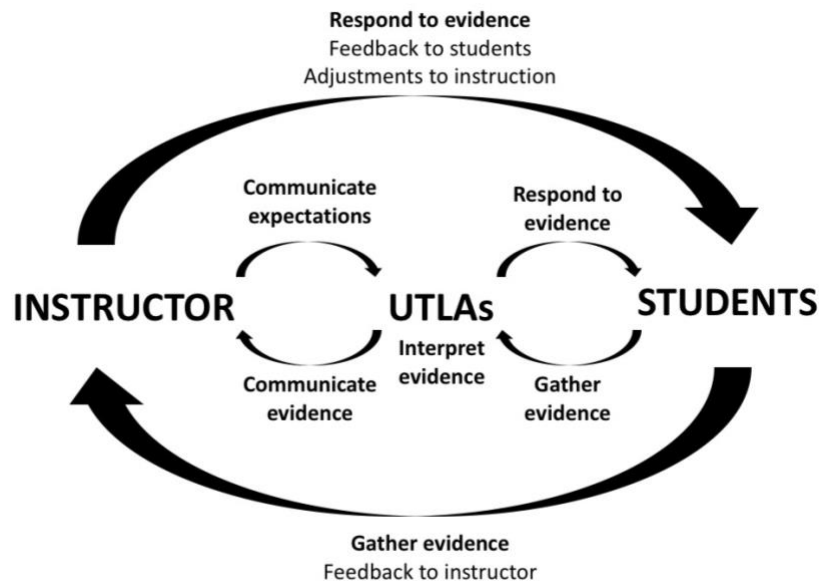 Respond to evidence
Feedback to students
Adjustments to instruction
Communicate
expectations
Respond to
evidence
INSTRUCTOR
UTLAs
STUDENTS
Interpret
evidence
Communicate
evidence
Gather
evidence
Gather evidence
Feedback to instructor